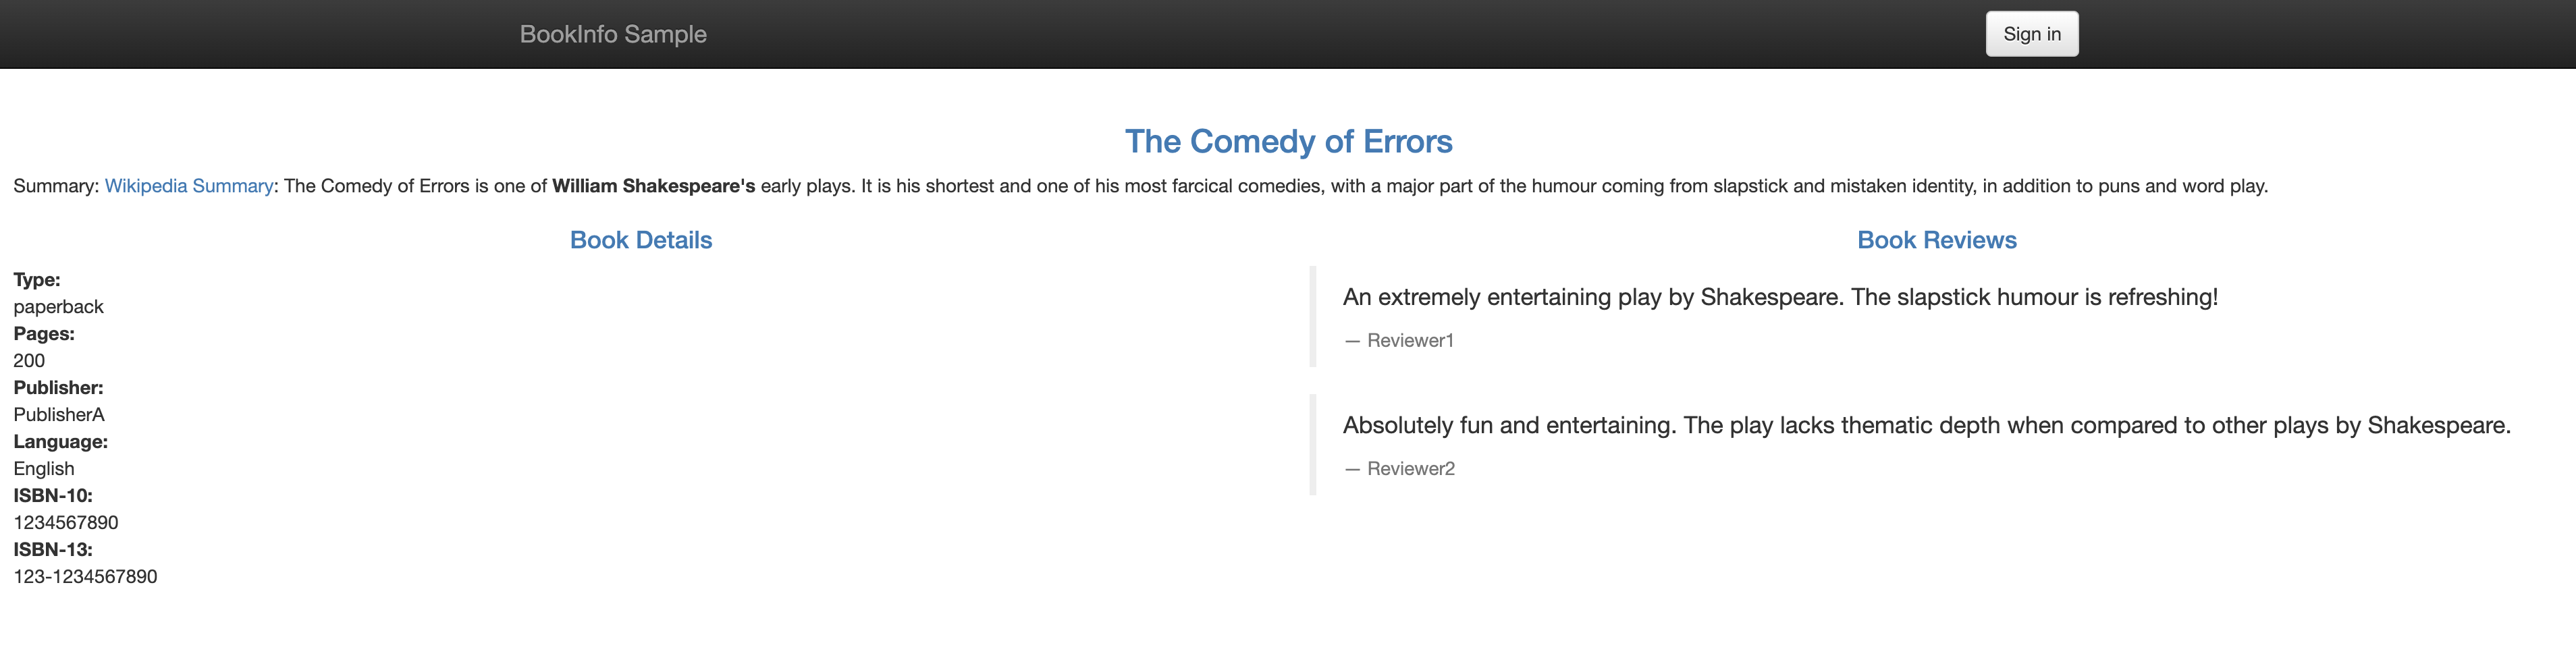 BookInfo Sample
Sign in
The Comedy of Errors
Summary: Wikipedia Summary: The Comedy of Errors is one of William Shakespeare's early plays. It is his shortest and one of his most farcical comedies, with a major part of the humour coming from slapstick and mistaken identity, in addition to puns and word play.
Book Details
Type:
paperback
Pages:
200
Publisher:
PublisherA
Language:
English
ISBN-10:
1234567890
ISBN-13:
123-1234567890
Book Reviews
An extremely entertaining play by Shakespeare. The slapstick humour is refreshing!
— Reviewer1
Absolutely fun and entertaining. The play lacks thematic depth when compared to other plays by Shakespeare.
— Reviewer2